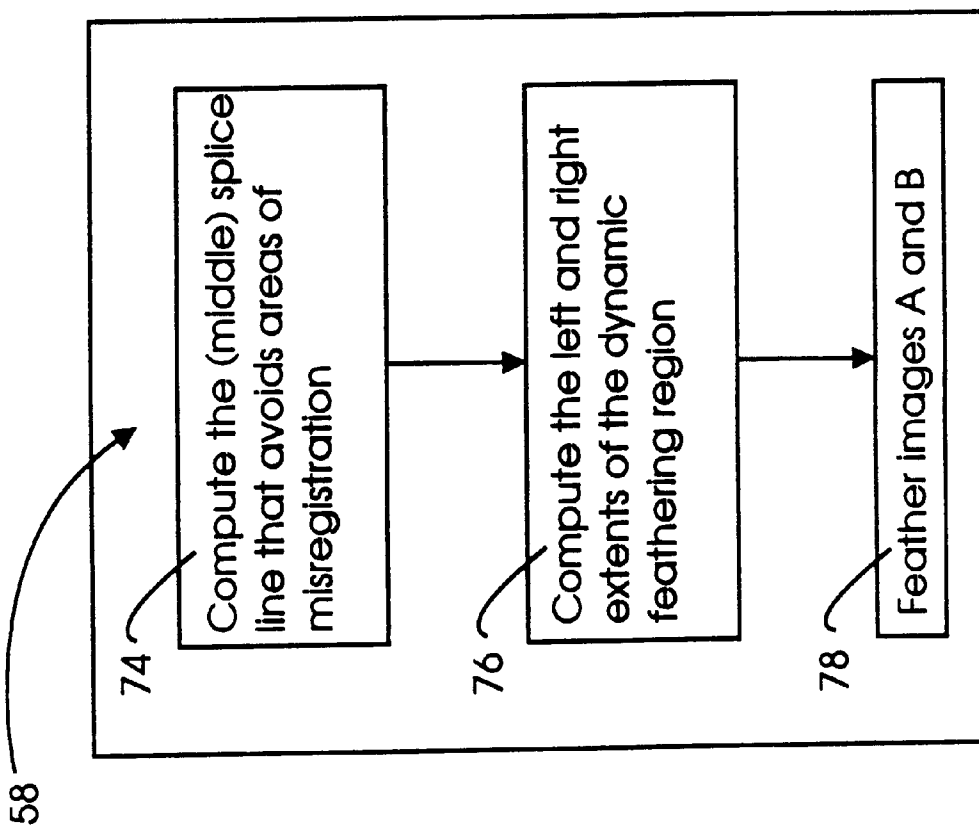 58
74
Compute the (middle) splice
line that avoids areas of
misregistration
76
Compute the left and right
extents of the dynamic
feathering region
78
Feather images A and B